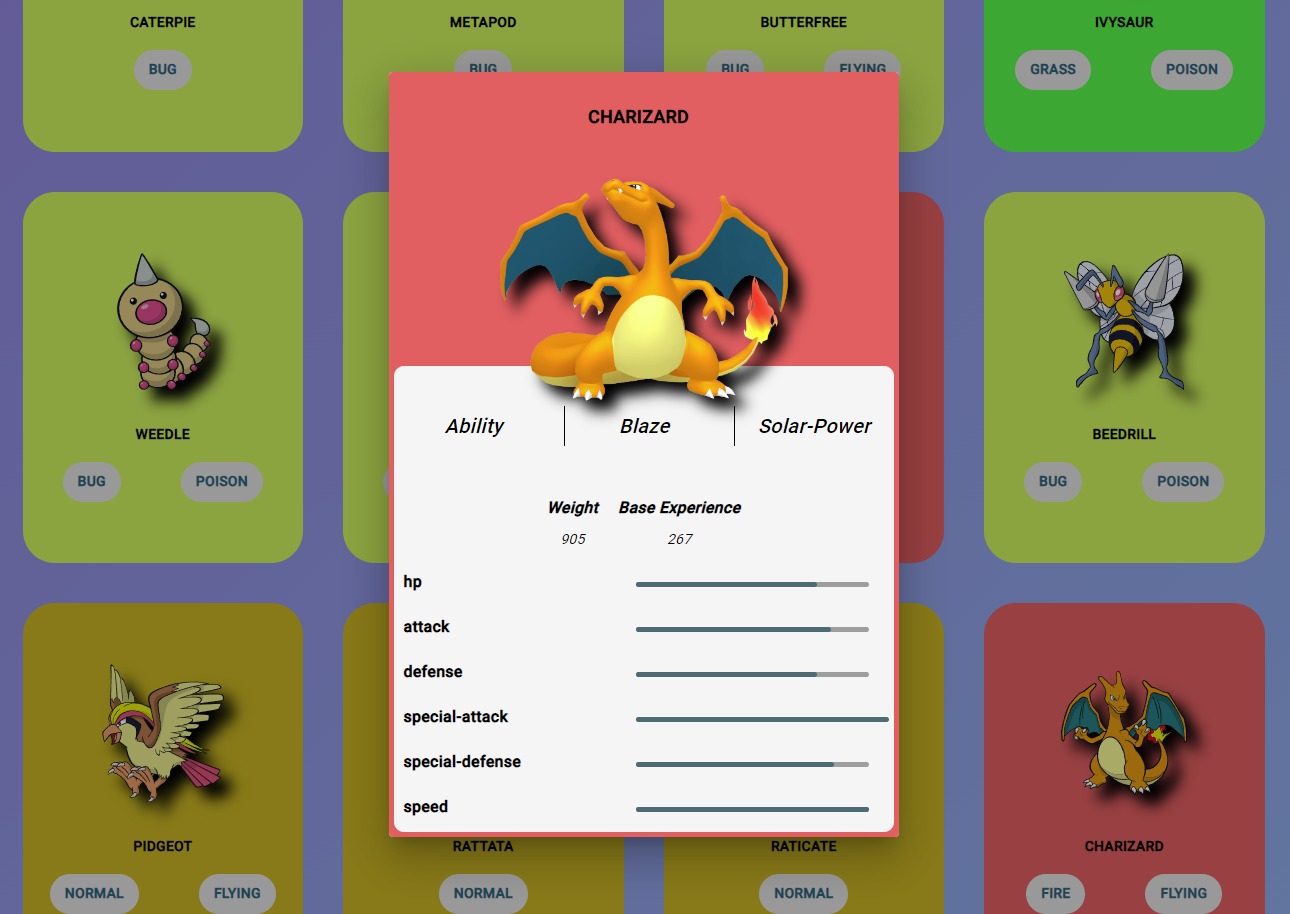 CATERPIE
METAPOD
BUTTERFREE
IVYSAUR
BUG
BUG
BUG
FLYING
GRASS
POISON
CHARIZARD
Ability
Blaze
Solar-Power
Weight
Base Experience
905
267
hp
attack
defense
special-attack
special-defense
speed
WEEDLE
BEEDRILL
BUG
POISON
BUG
POISON
PIDGEOT
RATTATA
RATICATE
CHARIZARD
NORMAL
FLYING
NORMAL
NORMAL
FIRE
FLYING